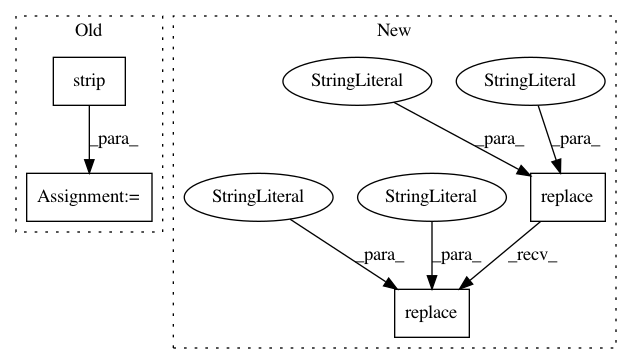 Old
New
strip
StringLiteral
StringLiteral
_para_
_para_
_para_
Assignment:=
StringLiteral
StringLiteral
replace
_para_
_para_
_recv_
replace